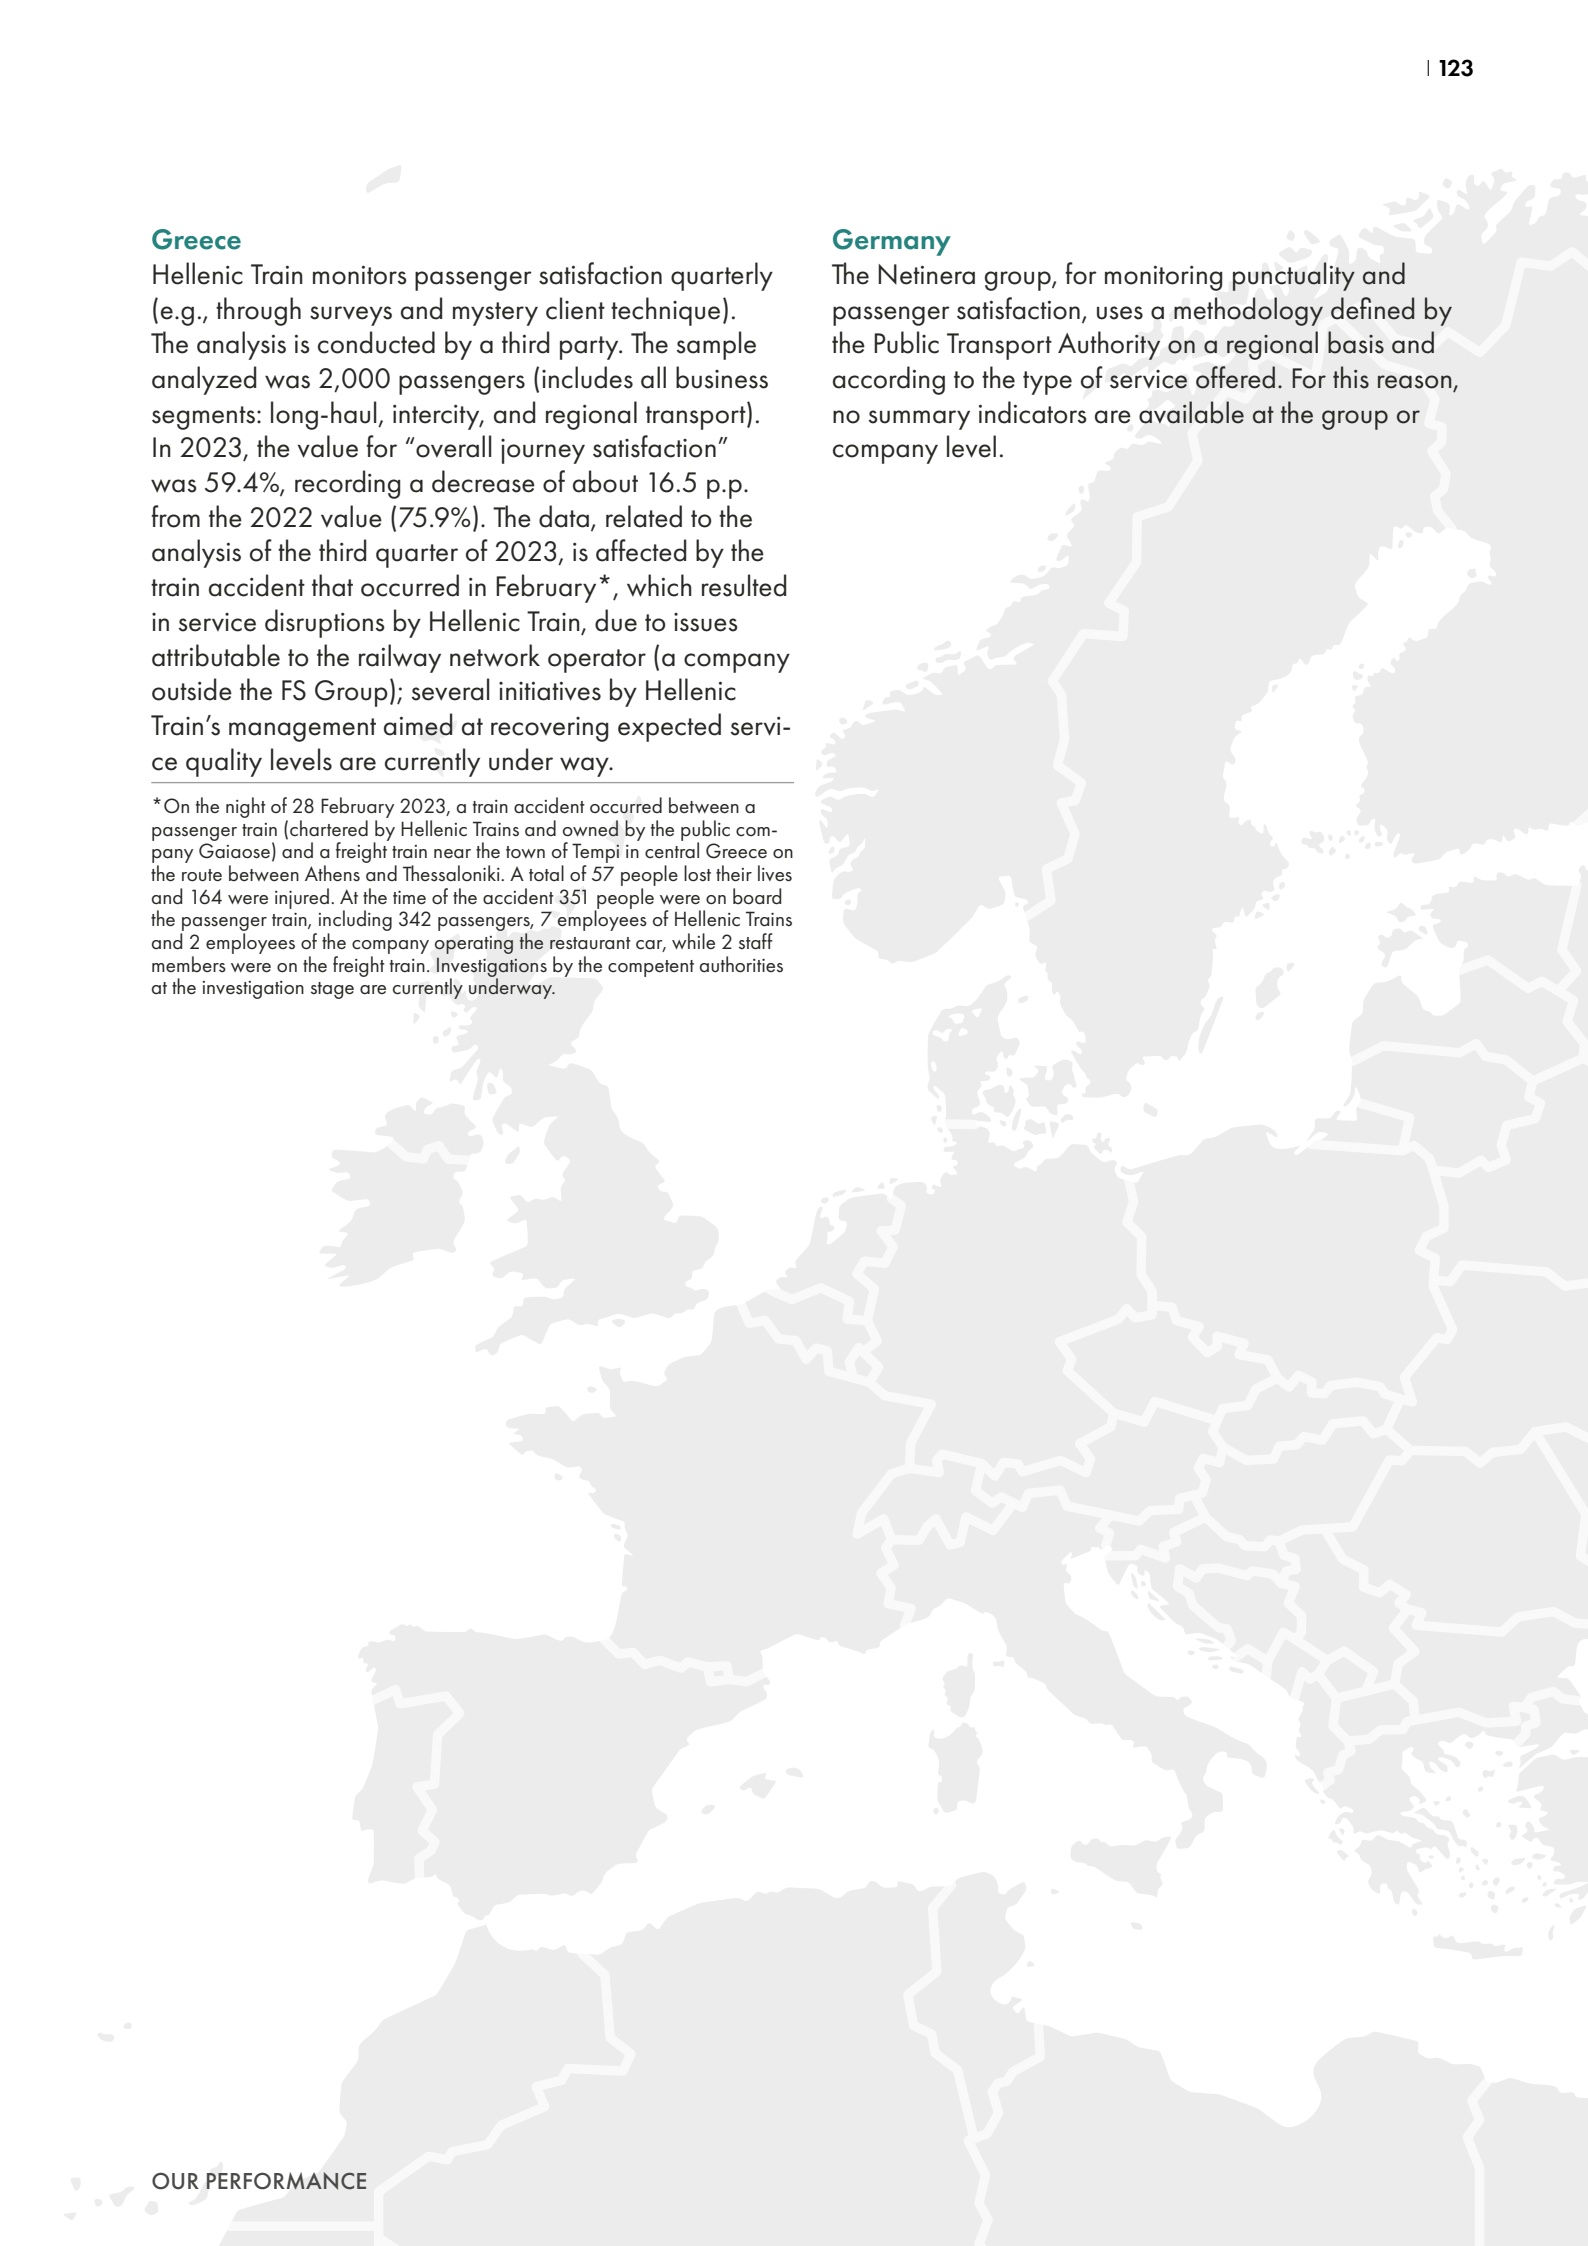 | 123
Greece
Hellenic Train monitors passenger satisfaction quarterly
(e.g., through surveys and mystery client technique).
The analysis is conducted by a third party. The sample
analyzed was 2,000 passengers (includes all business
segments: long-haul, intercity, and regional transport).
In 2023, the value for “overall journey satisfaction”
was 59.4%, recording a decrease of about 16.5 p.p.
from the 2022 value (75.9%). The data, related to the
analysis of the third quarter of 2023, is affected by the
train accident that occurred in February*, which resulted
in service disruptions by Hellenic Train, due to issues
attributable to the railway network operator (a company
outside the FS Group); several initiatives by Hellenic
Train’s management aimed at recovering expected servi-
ce quality levels are currently under way.
*On the night of 28 February 2023, a train accident occurred between a
passenger train (chartered by Hellenic Trains and owned by the public com-
pany Gaiaose) and a freight train near the town of Tempi in central Greece on
the route between Athens and Thessaloniki. A total of 57 people lost their lives
and 164 were injured. At the time of the accident 351 people were on board
the passenger train, including 342 passengers, 7 employees of Hellenic Trains
and 2 employees of the company operating the restaurant car, while 2 staff
members were on the freight train. Investigations by the competent authorities
at the investigation stage are currently underway.
Germany
The Netinera group, for monitoring punctuality and
passenger satisfaction, uses a methodology defined by
the Public Transport Authority on a regional basis and
according to the type of service offered. For this reason,
no summary indicators are available at the group or
company level.
OUR PERFORMANCE